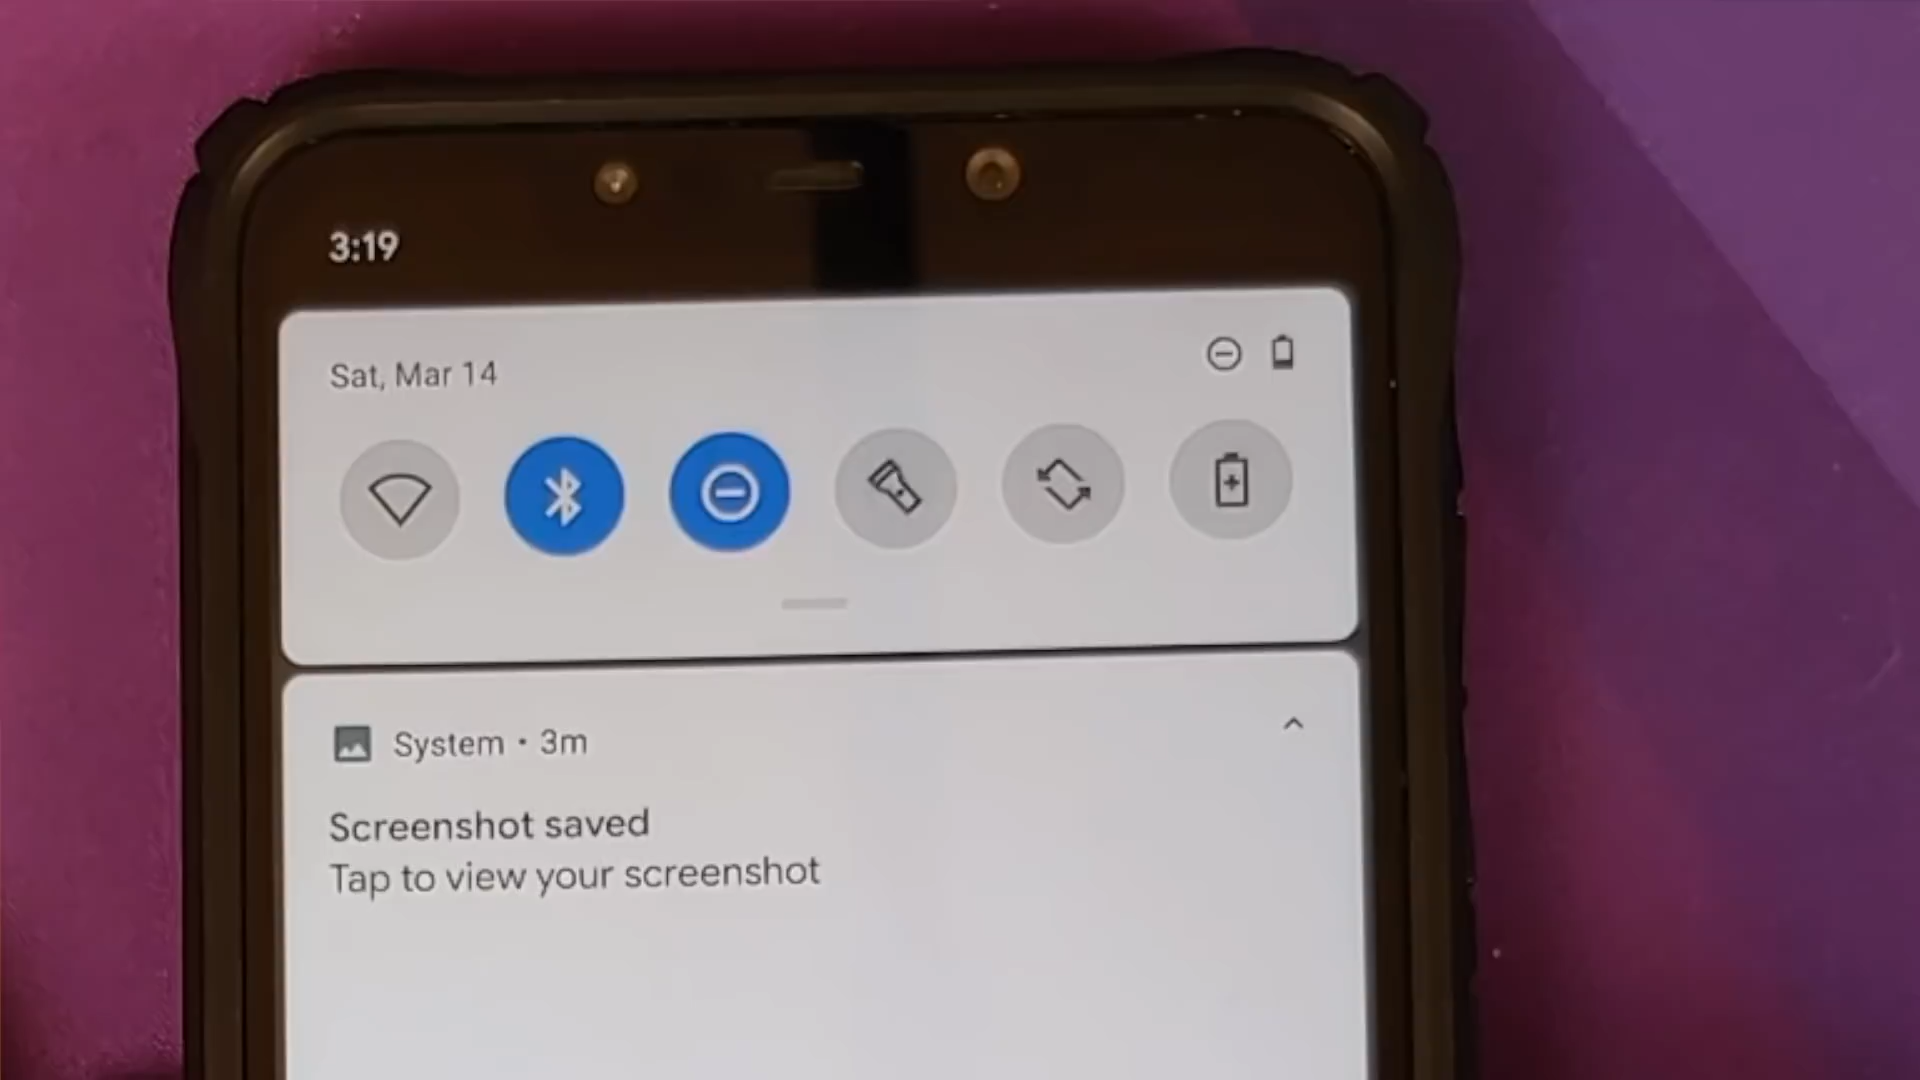 3:19
Sat, Mar 14
System • 3m
Screenshot saved
Tap to view your screenshot